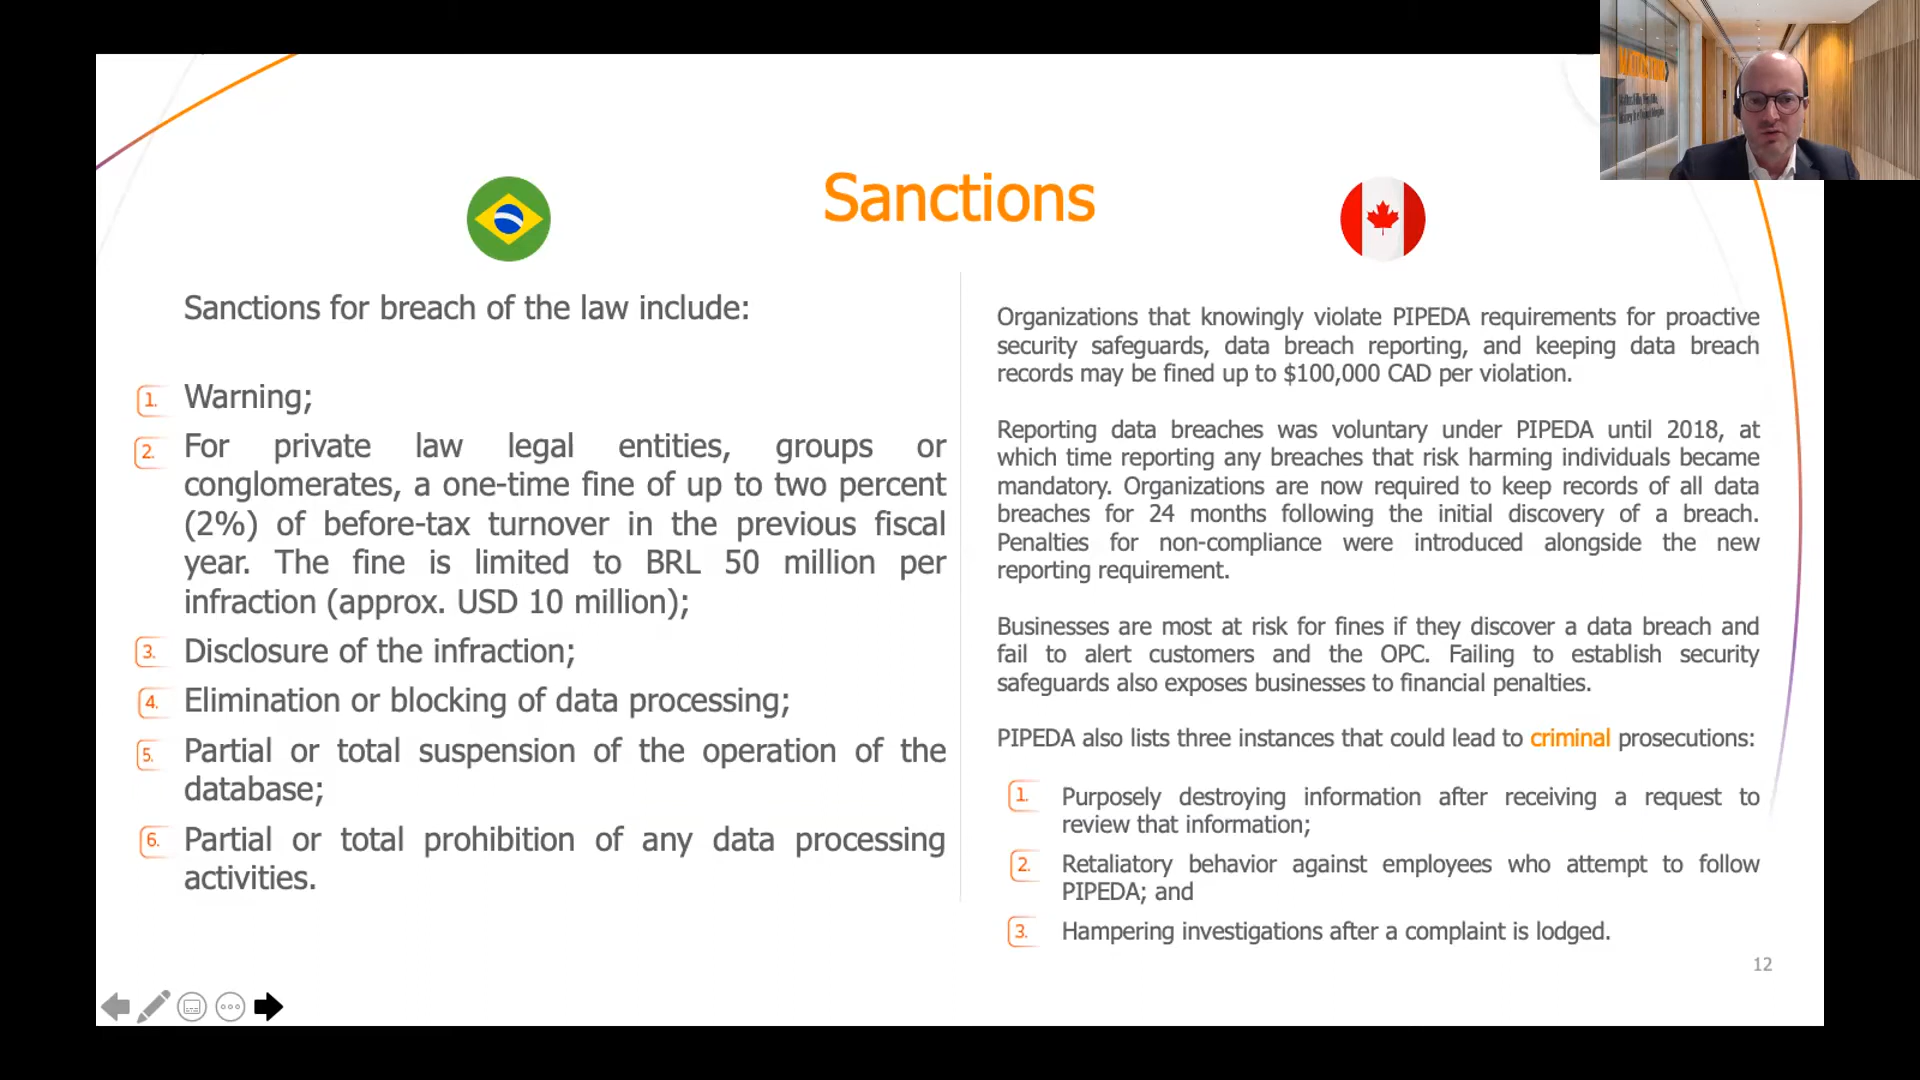 Sanctions
Sanctions for breach of the law include:
1. Warning;
2. For private law legal entities, groups or
conglomerates, a one-time fine of up to two percent
(2%) of before-tax turnover in the previous fiscal
year. The fine is limited to BRL 50 million per
infraction (approx. USD 10 million);
3. Disclosure of the infraction;
4. Elimination or blocking of data processing;
5. Partial or total suspension of the operation of the
database;
6. Partial or total prohibition of any data processing
activities.
Organizations that knowingly violate PIPEDA requirements for proactive
security safeguards, data breach reporting, and keeping data breach
records may be fined up to $100,000 CAD per violation.
Reporting data breaches was voluntary under PIPEDA until 2018, at
which time reporting any breaches that risk harming individuals became
mandatory. Organizations are now required to keep records of all data
breaches for 24 months following the initial discovery of a breach.
Penalties for non-compliance were introduced alongside the new
reporting requirement.
Businesses are most at risk for fines if they discover a data breach and
fail to alert customers and the OPC. Failing to establish security
safeguards also exposes businesses to financial penalties.
PIPEDA also lists three instances that could lead to criminal prosecutions:
1. Purposely destroying information after receiving a request to
review that information;
2. Retaliatory behavior against employees who attempt to follow
PIPEDA; and
3. Hampering investigations after a complaint is lodged.
12